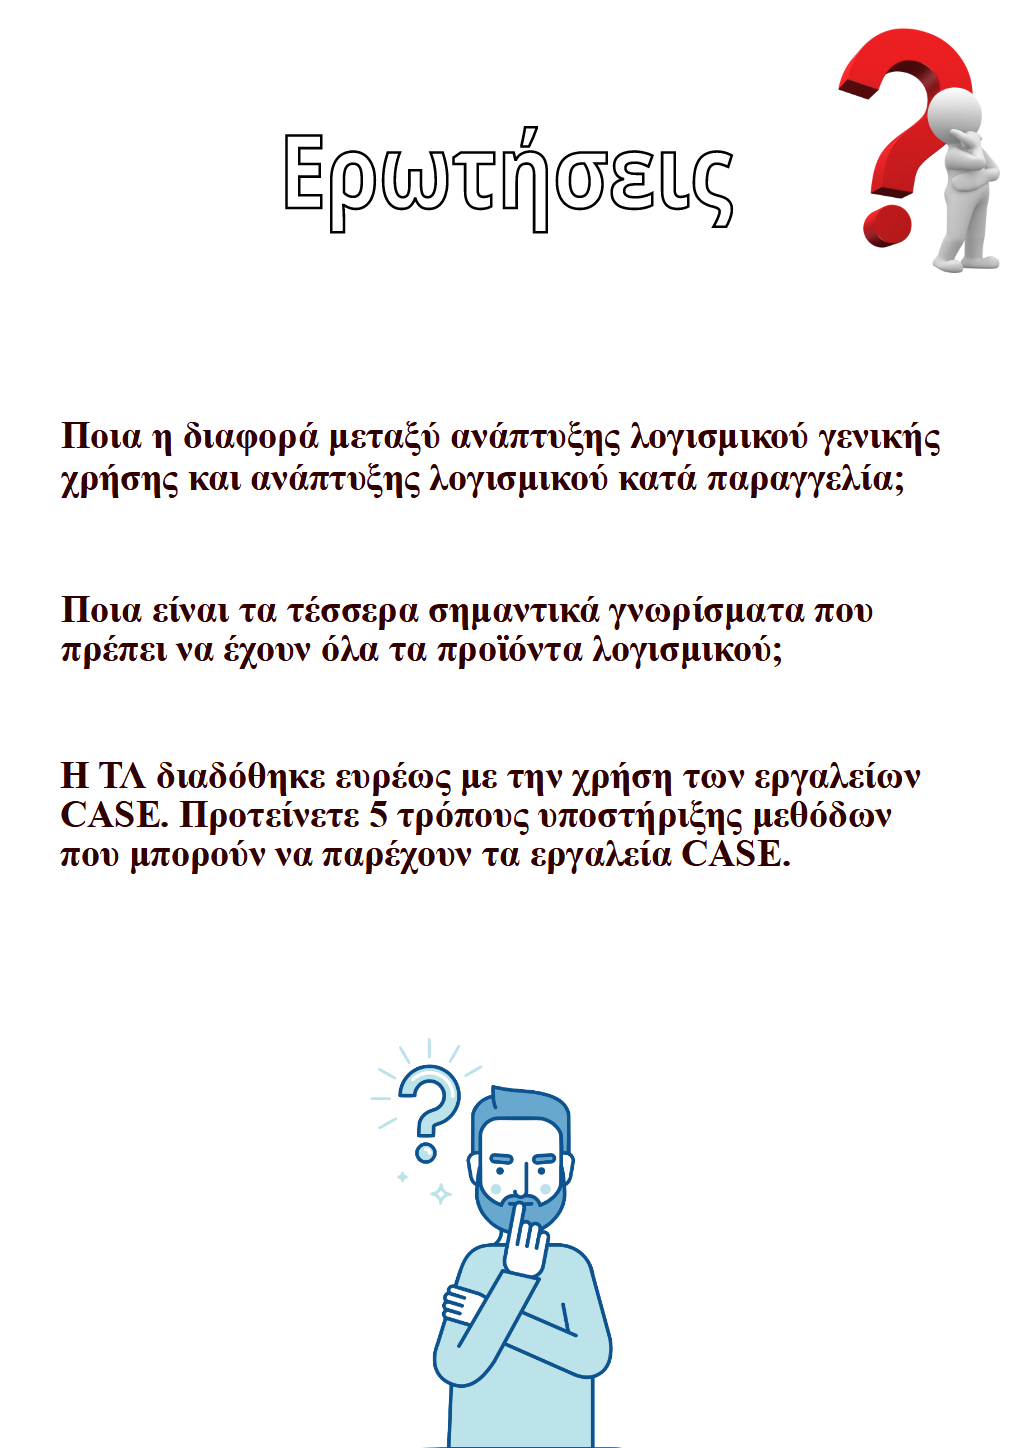 Ερωτήσεις
Ποια η διαφορά μεταξύ ανάπτυξης λογισμικού γενικής
χρήσης και ανάπτυξης λογισμικού κατά παραγγελία;
Ποια είναι τα τέσσερα σημαντικά γνωρίσματα που
πρέπει να έχουν όλα τα προϊόντα λογισμικού;
Η ΤΛ διαδόθηκε ευρέως με την χρήση των εργαλείων
CASE. Προτείνετε 5 τρόπους υποστήριξης μεθόδων
που μπορούν να παρέχουν τα εργαλεία CASE.